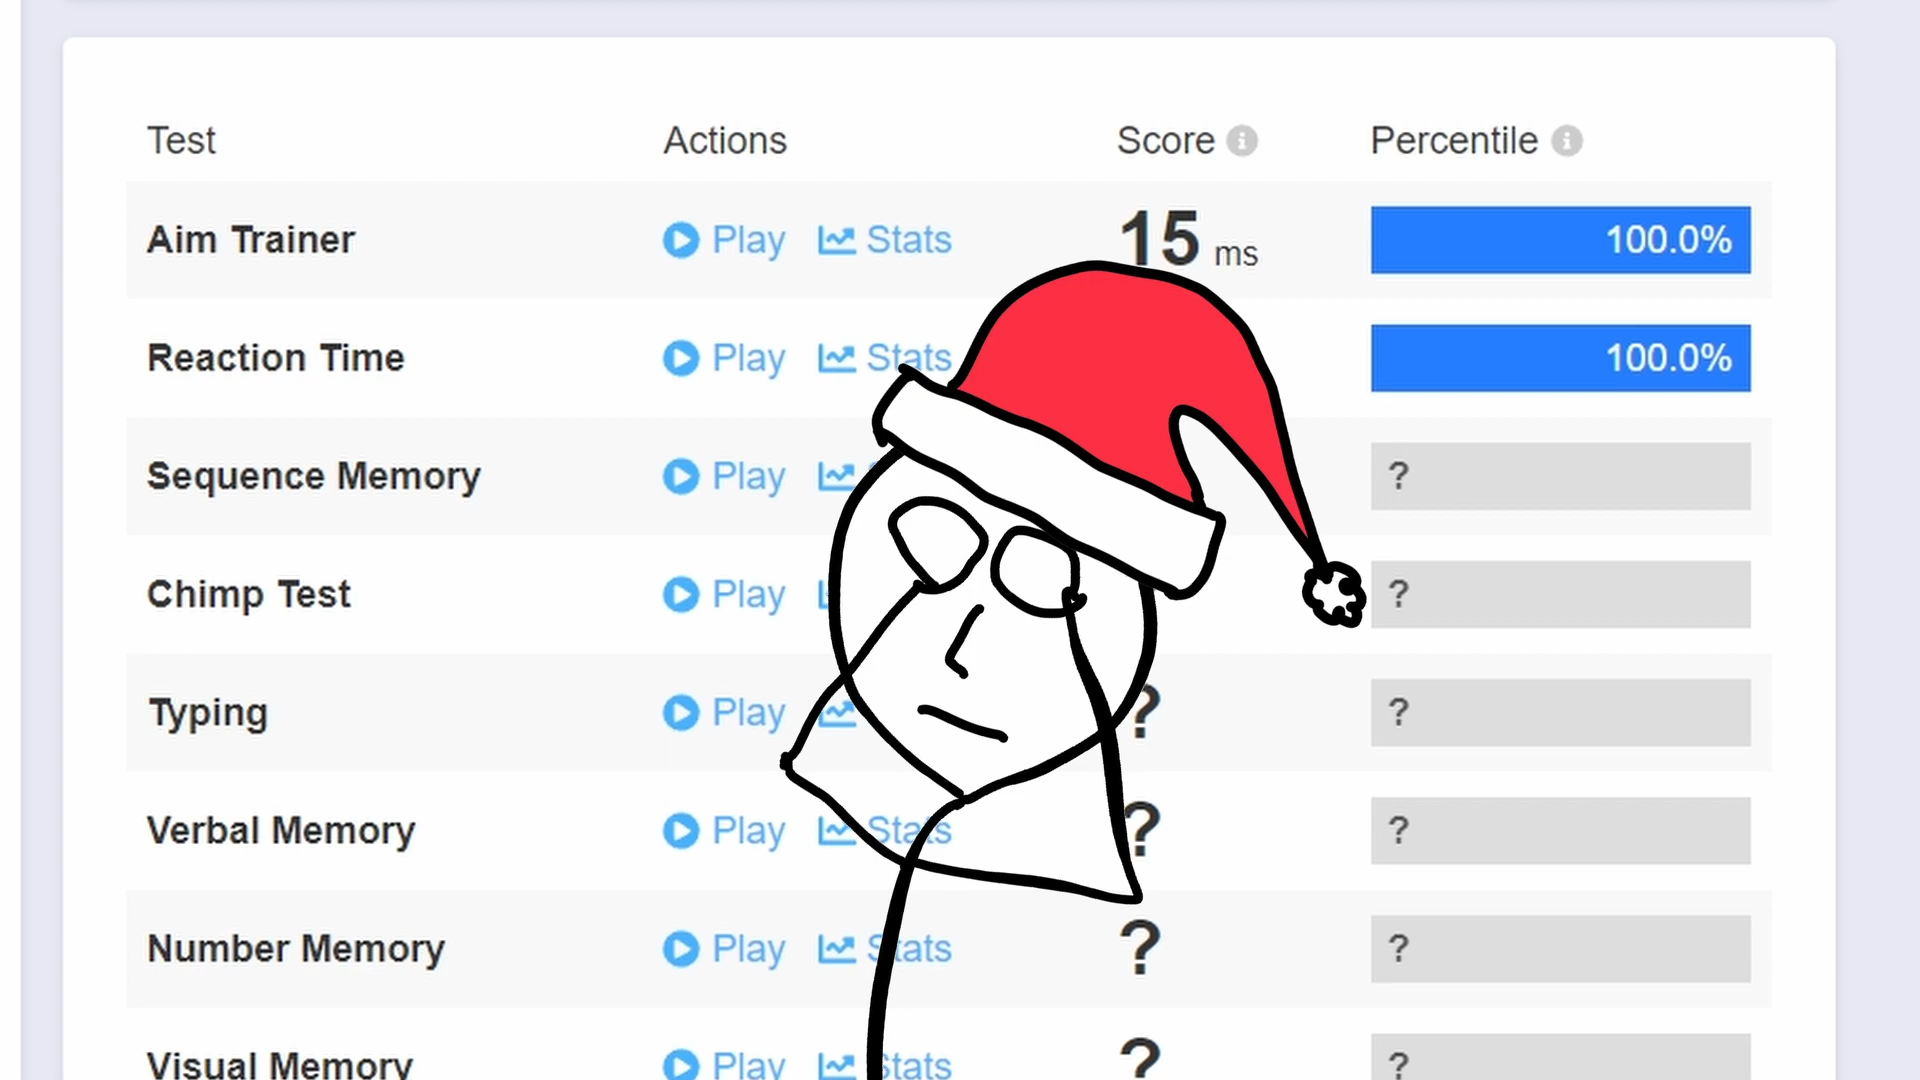 Test Actions Score Percentile
Aim Trainer Play Stats 15 ms 100.0%
Reaction Time Play Stats 100.0%
Sequence Memory Play ?
Chimp Test Play ?
Typing Play ? ?
Verbal Memory Play Stats ? ?
Number Memory Play Stats ? ?
Visual Memory Play Stats ? ?